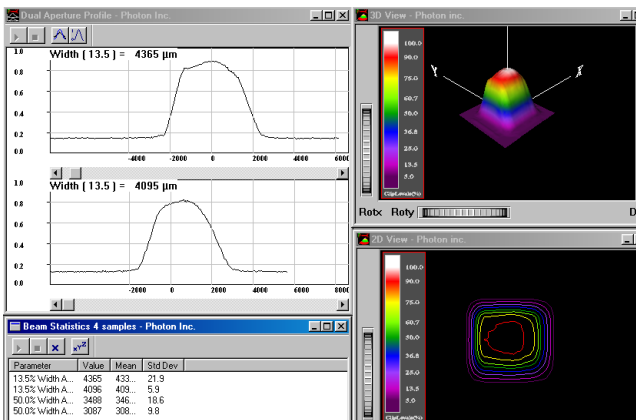 Dual Aperture Profile - Photon Inc.
Width ( 13.5 ) = 4365 µm
1.0
0.8
0.6
0.4
0.2
0.0
-4000 -2000 0 2000 4000 6000
Width ( 13.5 ) = 4095 µm
1.0
0.8
0.6
0.4
0.2
0.0
-2000 0 2000 4000 6000 8000
Beam Statistics 4 samples - Photon Inc.
Parameter Value Mean Std Dev
13.5% Width A... 4365 433... 21.9
13.5% Width A... 4096 409... 5.9
50.0% Width A... 3488 346... 18.6
50.0% Width A... 3087 308... 9.8
3D View - Photon inc.
100.0
90.0
75.0
60.7
50.0
36.8
25.0
13.5
5.0
ClipLevels(%)
Y X
Rotx Roty D
2D View - Photon inc.
100.0
90.0
75.0
60.7
50.0
36.8
25.0
13.5
5.0